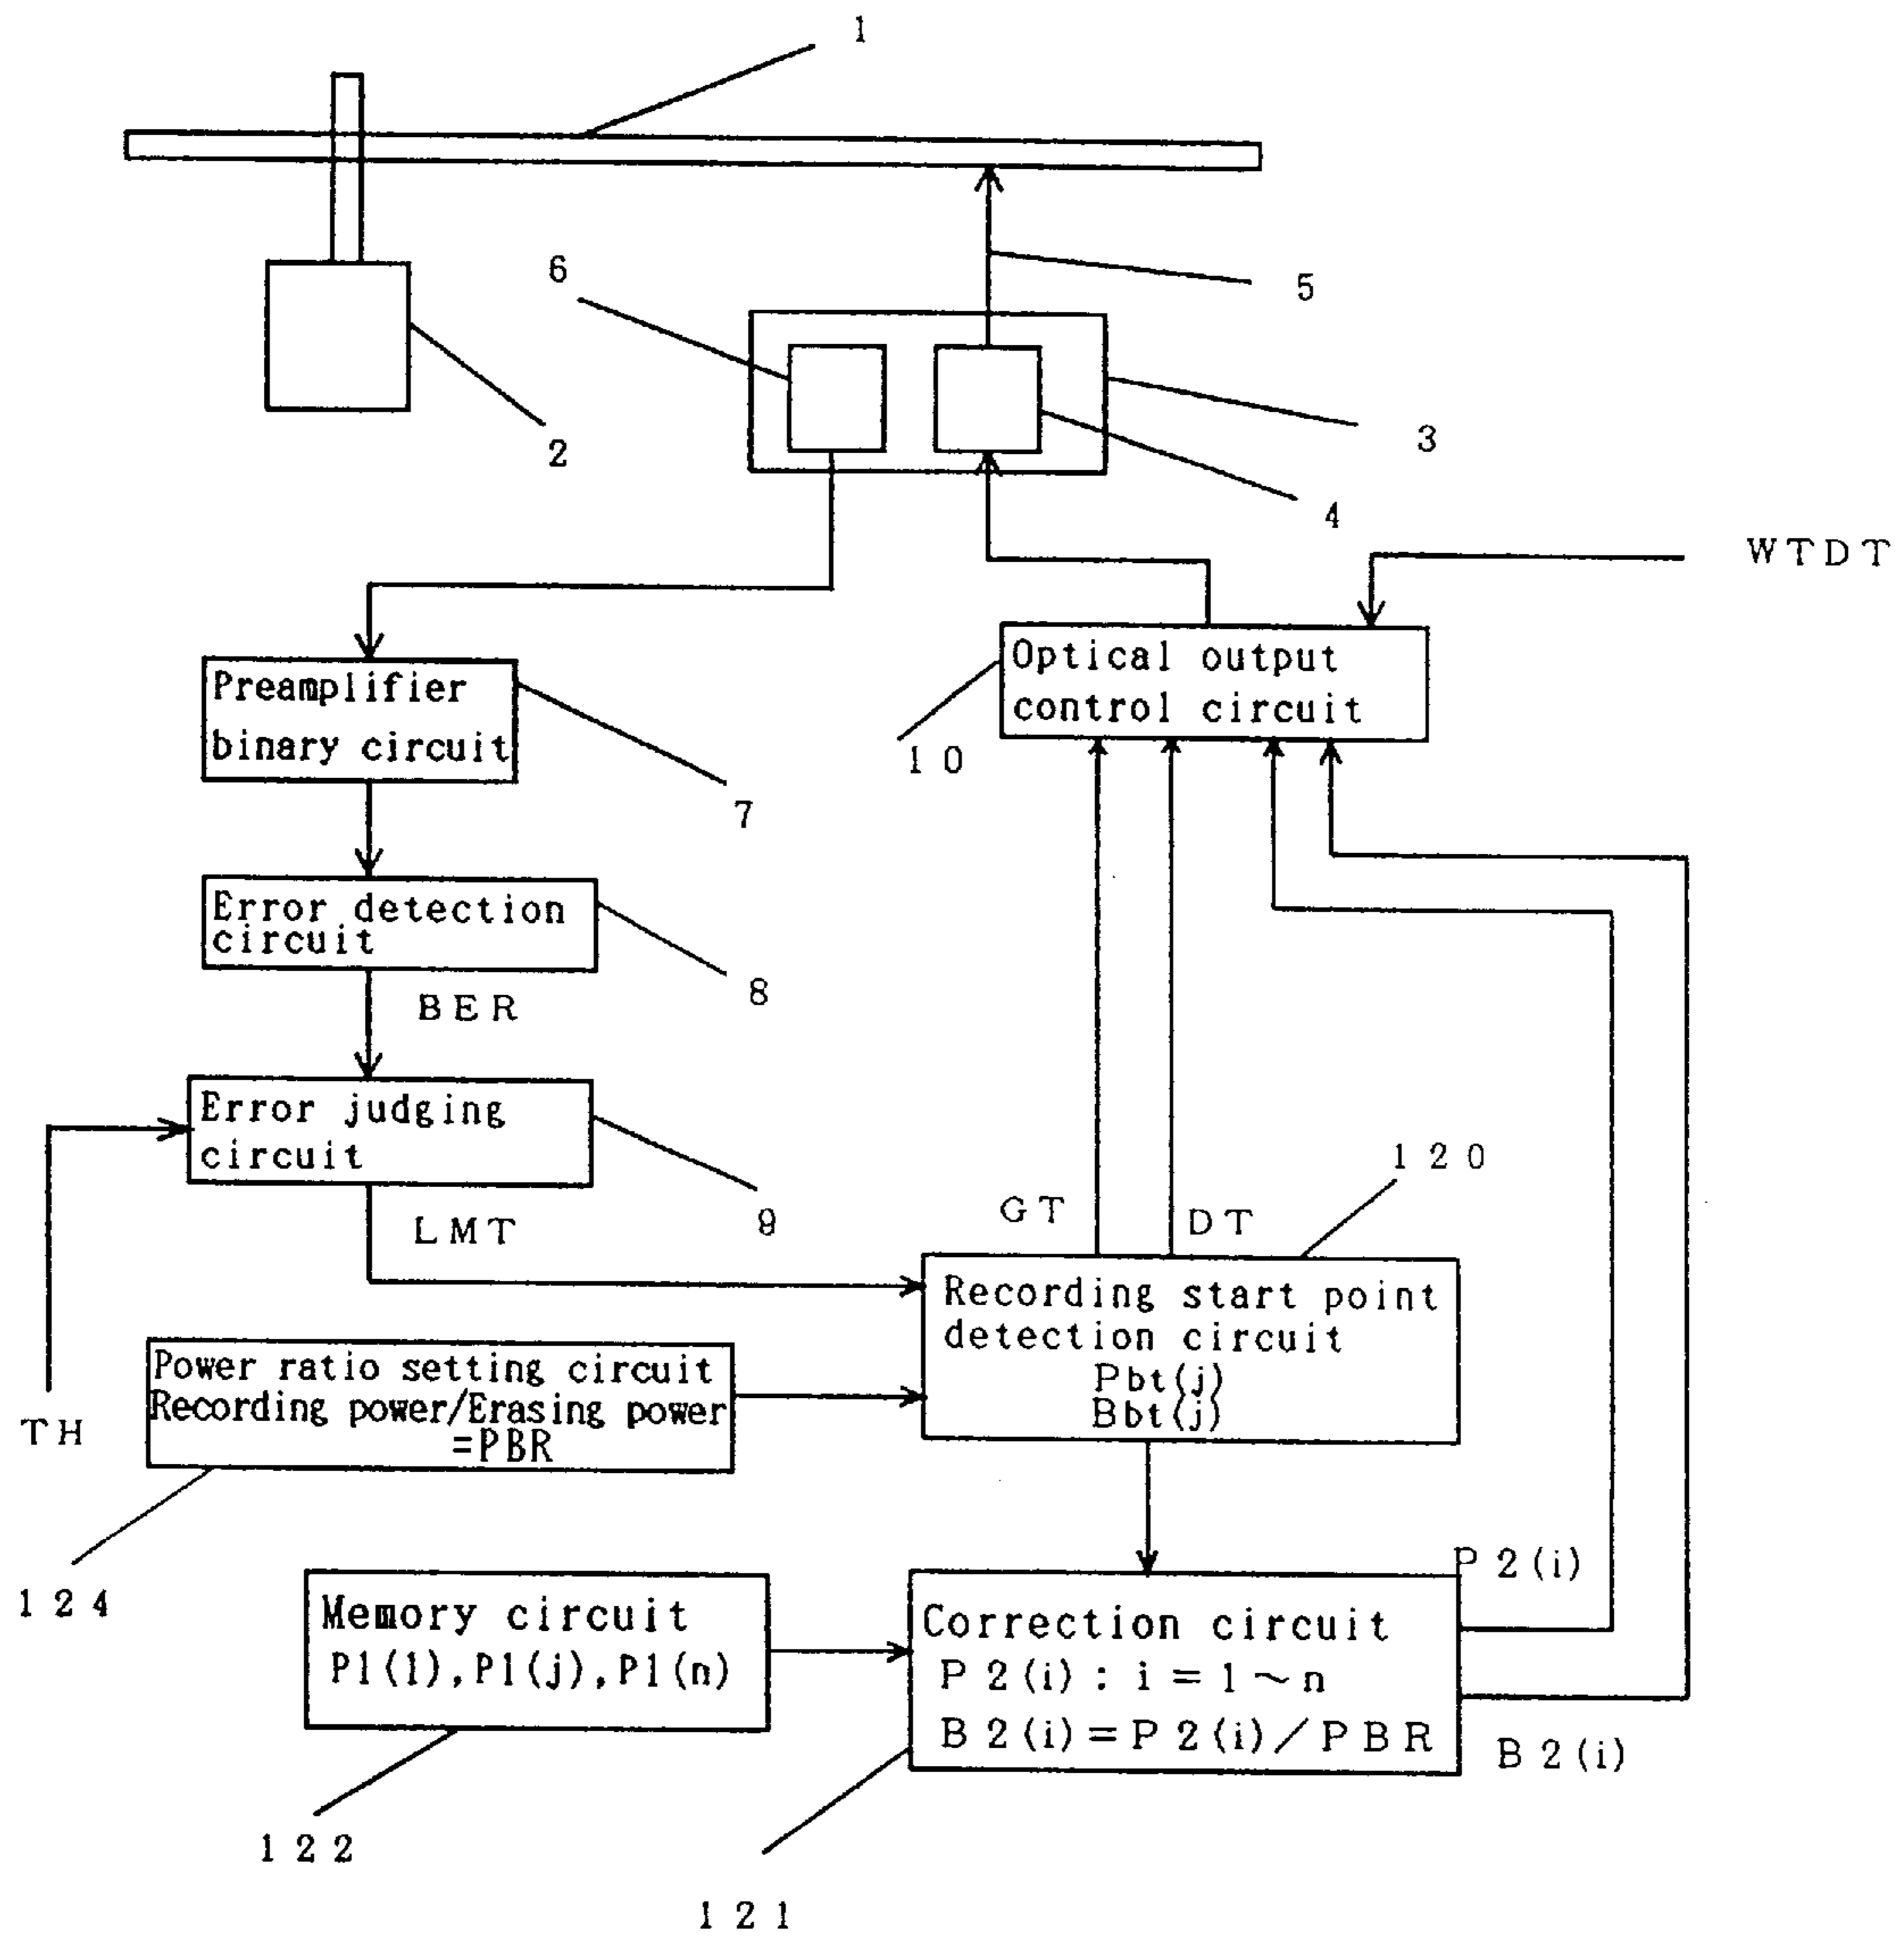 1
6
5
2
3
4
WTDT
Preamplifier
binary circuit
7
Optical output
control circuit
10
Error detection
circuit
8
BER
Error judging
circuit
9
LMT
TH
GT
DT
120
Recording start point
detection circuit
Pbt(j)
Bbt(j)
Power ratio setting circuit
Recording power/Erasing power
=PBR
124
Memory circuit
P1(1),P1(j),P1(n)
122
Correction circuit
P2(i):i=1~n
B2(i)=P2(i)/PBR
121
P2(i)
B2(i)